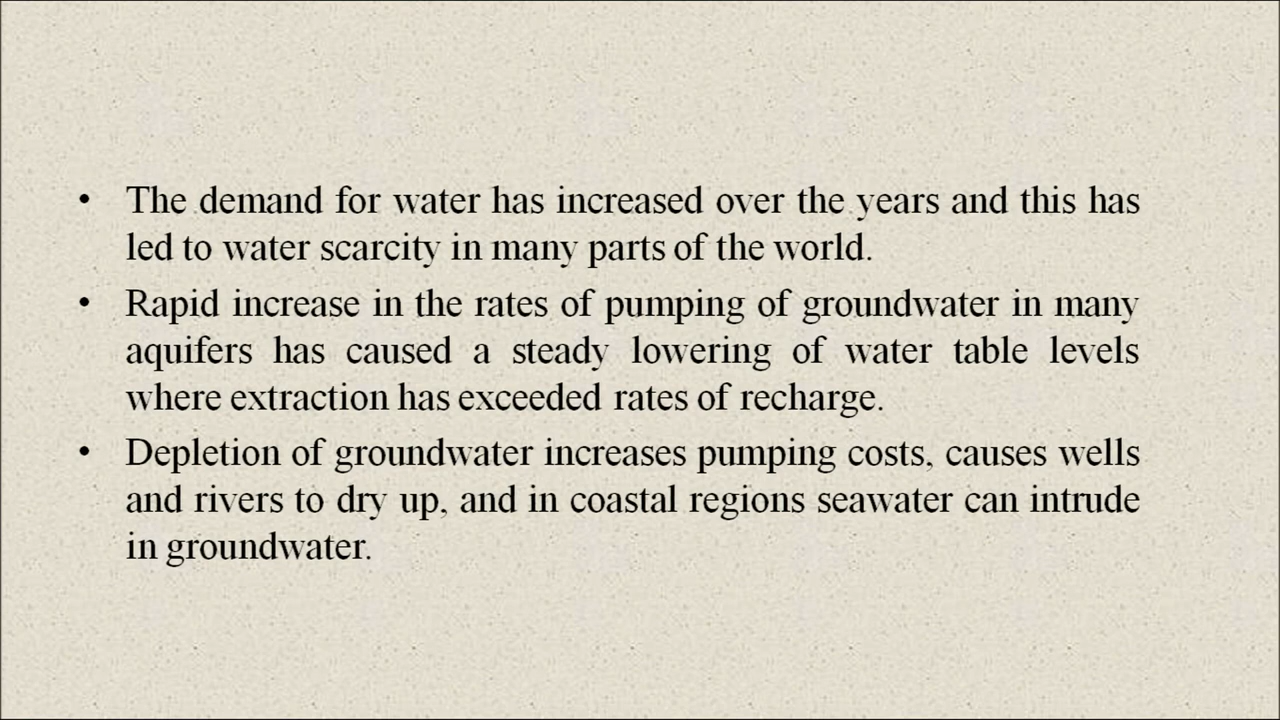 • The demand for water has increased over the years and this has
led to water scarcity in many parts of the world.
• Rapid increase in the rates of pumping of groundwater in many
aquifers has caused a steady lowering of water table levels
where extraction has exceeded rates of recharge.
• Depletion of groundwater increases pumping costs, causes wells
and rivers to dry up, and in coastal regions seawater can intrude
in groundwater.